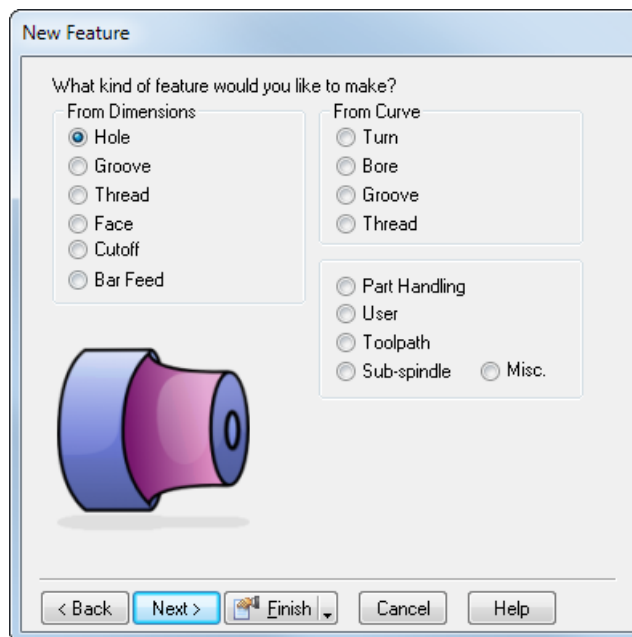 New Feature
What kind of feature would you like to make?
From Dimensions
Hole
Groove
Thread
Face
Cutoff
Bar Feed
From Curve
Turn
Bore
Groove
Thread
Part Handling
User
Toolpath
Sub-spindle Misc.
< Back Next > Finish Cancel Help